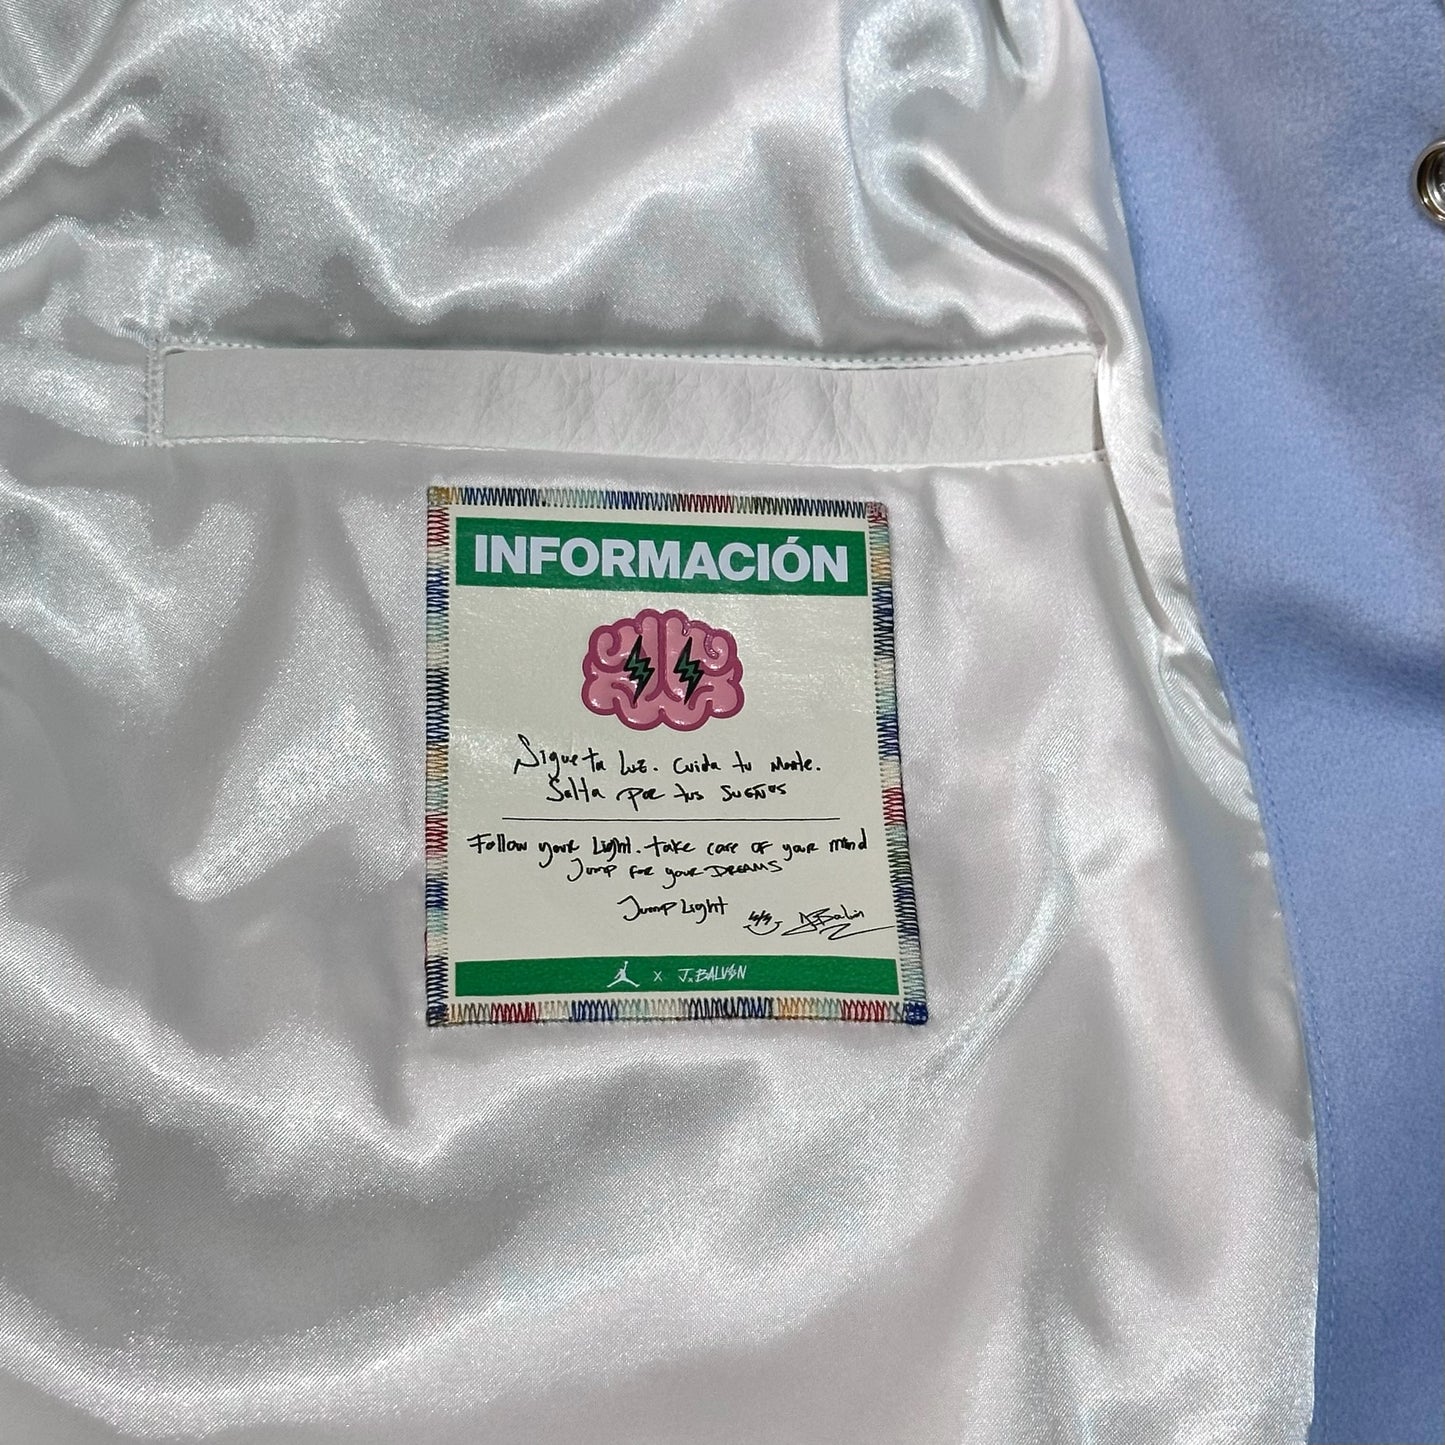 INFORMACIÓN
Sigue tu luz. Cuida tu mente.
Salta por tus sueños
Follow your Light. take care of your mind
Jump for your DREAMS
Jump Light JBalvin
x J.BALVIN